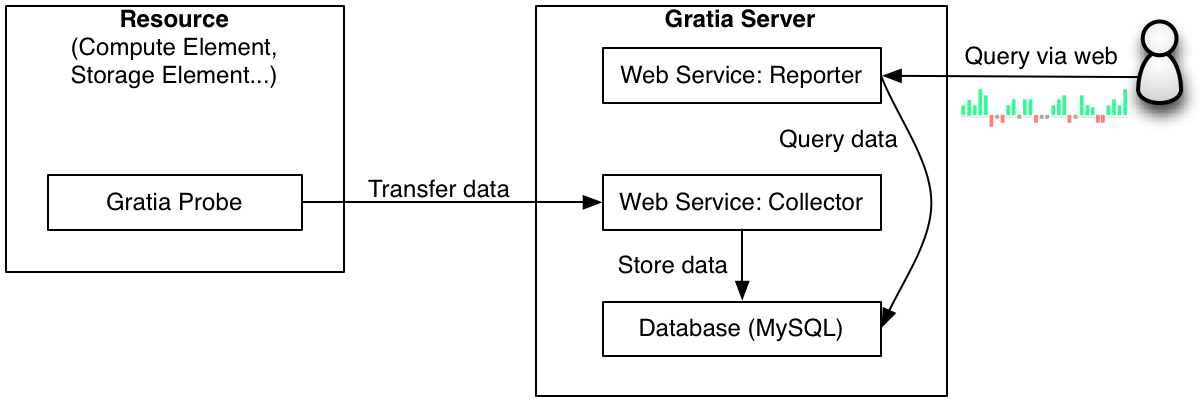 Resource
(Compute Element,
Storage Element...)
Gratia Probe
Transfer data
Gratia Server
Web Service: Reporter
Query via web
Query data
Web Service: Collector
Store data
Database (MySQL)